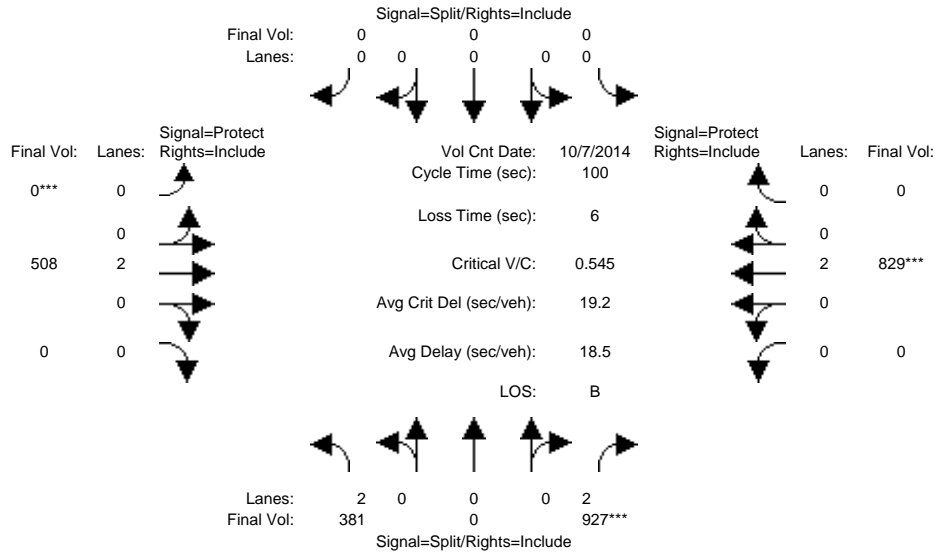 Signal=Split/Rights=Include
Final Vol: 0 0 0
Lanes: 0 0 0 0 0
Signal=Protect Signal=Protect
Final Vol: Lanes: Rights=Include Vol Cnt Date: 10/7/2014 Rights=Include Lanes: Final Vol:
Cycle Time (sec): 100
0*** 0 0 0
Loss Time (sec): 6
0 0
508 2 Critical V/C: 0.545 2 829***
0 Avg Crit Del (sec/veh): 19.2 0
0 0 Avg Delay (sec/veh): 18.5 0 0
LOS: B
Lanes: 2 0 0 0 2
Final Vol: 381 0 927***
Signal=Split/Rights=Include